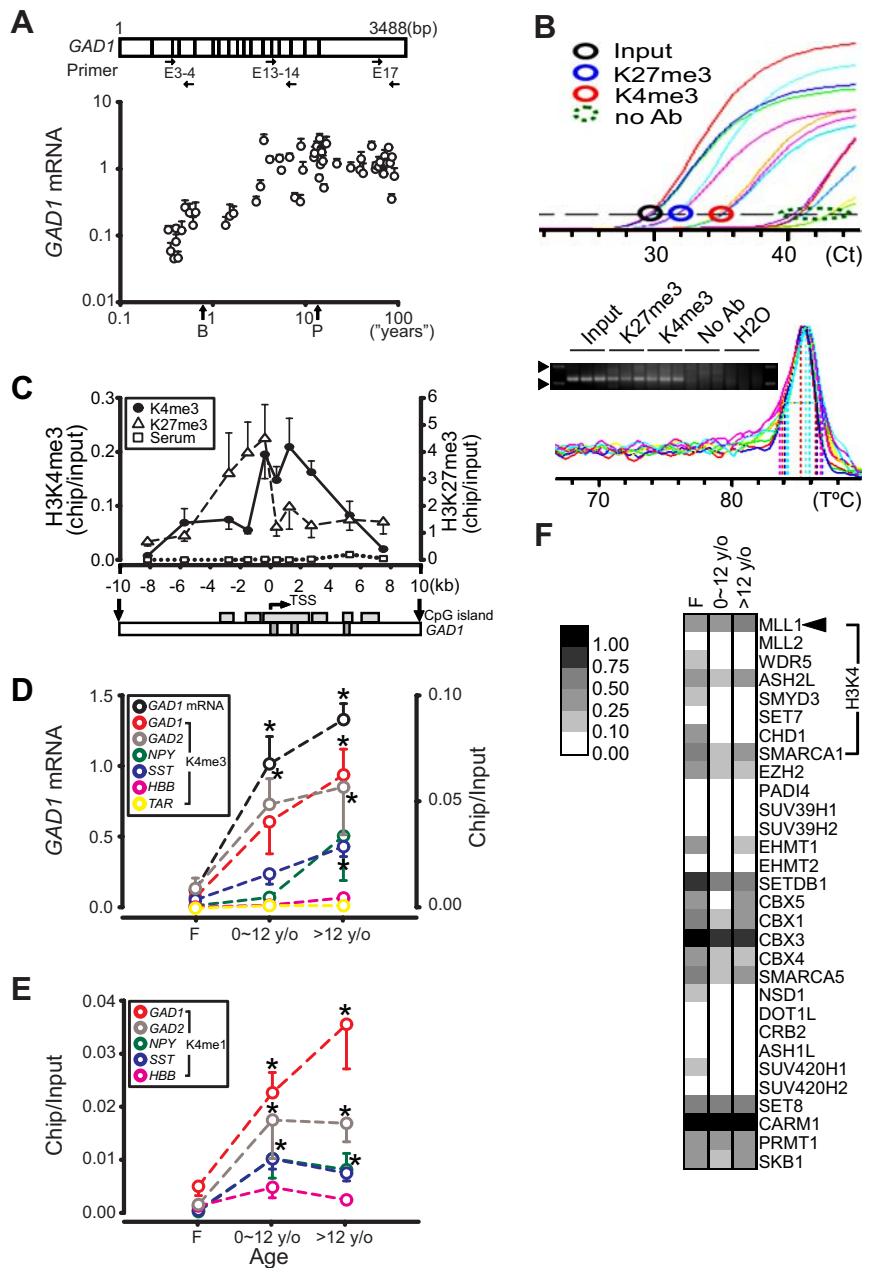 A
1
3488(bp)
GAD1
Primer
E3-4
E13-14
E17
GAD1 mRNA
10
1
0.1
0.01
0.1
1
10
100
B
P
("years")
B
Input
K27me3
K4me3
no Ab
30
40
(Ct)
Input
K27me3
K4me3
No Ab
H2O
70
80
(T°C)
C
K4me3
K27me3
Serum
H3K4me3
(chip/input)
0.3
0.2
0.1
0.0
H3K27me3
(chip/input)
6
5
4
3
2
1
0
-10 -8 -6 -4 -2 0 2 4 6 8 10(kb)
TSS
CpG island
GAD1
D
GAD1 mRNA
GAD1
GAD2
NPY
SST
HBB
TAR
K4me3
GAD1 mRNA
1.5
1.0
0.5
0.0
Chip/Input
0.10
0.05
0.00
* * * * * *
F
0~12 y/o
>12 y/o
E
GAD1
GAD2
NPY
SST
HBB
K4me1
Chip/Input
0.04
0.03
0.02
0.01
0.00
* * * * * *
F
0~12 y/o
>12 y/o
Age
F
1.00
0.75
0.50
0.25
0.10
0.00
F
0~12 y/o
>12 y/o
H3K4
MLL1
MLL2
WDR5
ASH2L
SMYD3
SET7
CHD1
SMARCA1
EZH2
PADI4
SUV39H1
SUV39H2
EHMT1
EHMT2
SETDB1
CBX5
CBX1
CBX3
CBX4
SMARCA5
NSD1
DOT1L
CRB2
ASH1L
SUV420H1
SUV420H2
SET8
CARM1
PRMT1
SKB1